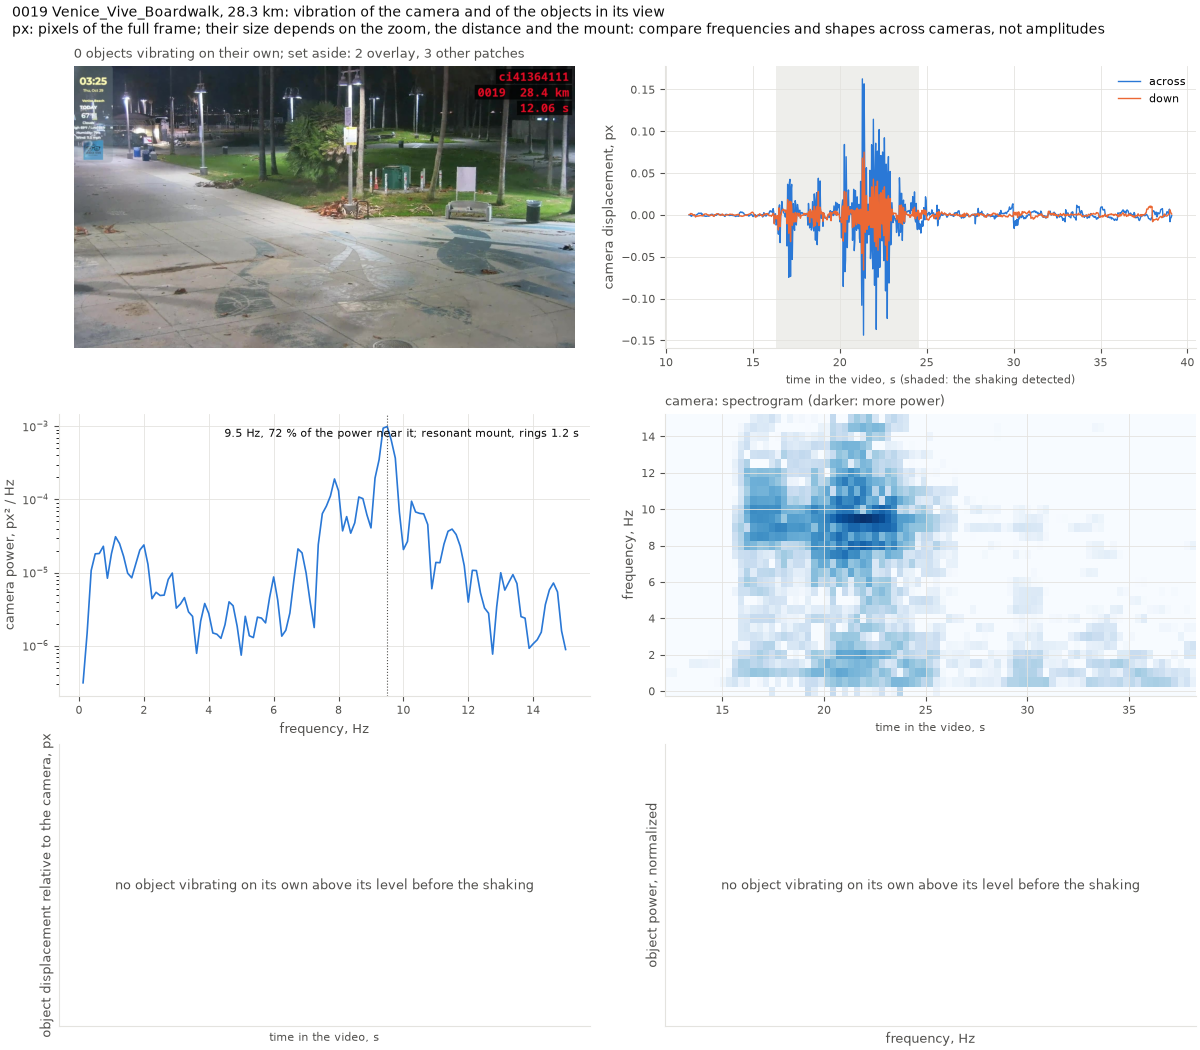 0019 Venice_Vive_Boardwalk, 28.3 km: vibration of the camera and of the objects in its view
px: pixels of the full frame; their size depends on the zoom, the distance and the mount: compare frequencies and shapes across cameras, not amplitudes
0 objects vibrating on their own; set aside: 2 overlay, 3 other patches
03:25
Thu, Oct 29
Venice Beach
TODAY
67°F
ci41364111
0019 28.4 km
12.06 s
camera displacement, px
0.15
0.10
0.05
0.00
−0.05
−0.10
−0.15
across
down
10 15 20 25 30 35 40
time in the video, s (shaded: the shaking detected)
camera power, px² / Hz
10⁻³
10⁻⁴
10⁻⁵
10⁻⁶
9.5 Hz, 72 % of the power near it; resonant mount, rings 1.2 s
0 2 4 6 8 10 12 14
frequency, Hz
camera: spectrogram (darker: more power)
frequency, Hz
14
12
10
8
6
4
2
0
15 20 25 30 35
time in the video, s
object displacement relative to the camera, px
no object vibrating on its own above its level before the shaking
time in the video, s
object power, normalized
no object vibrating on its own above its level before the shaking
frequency, Hz